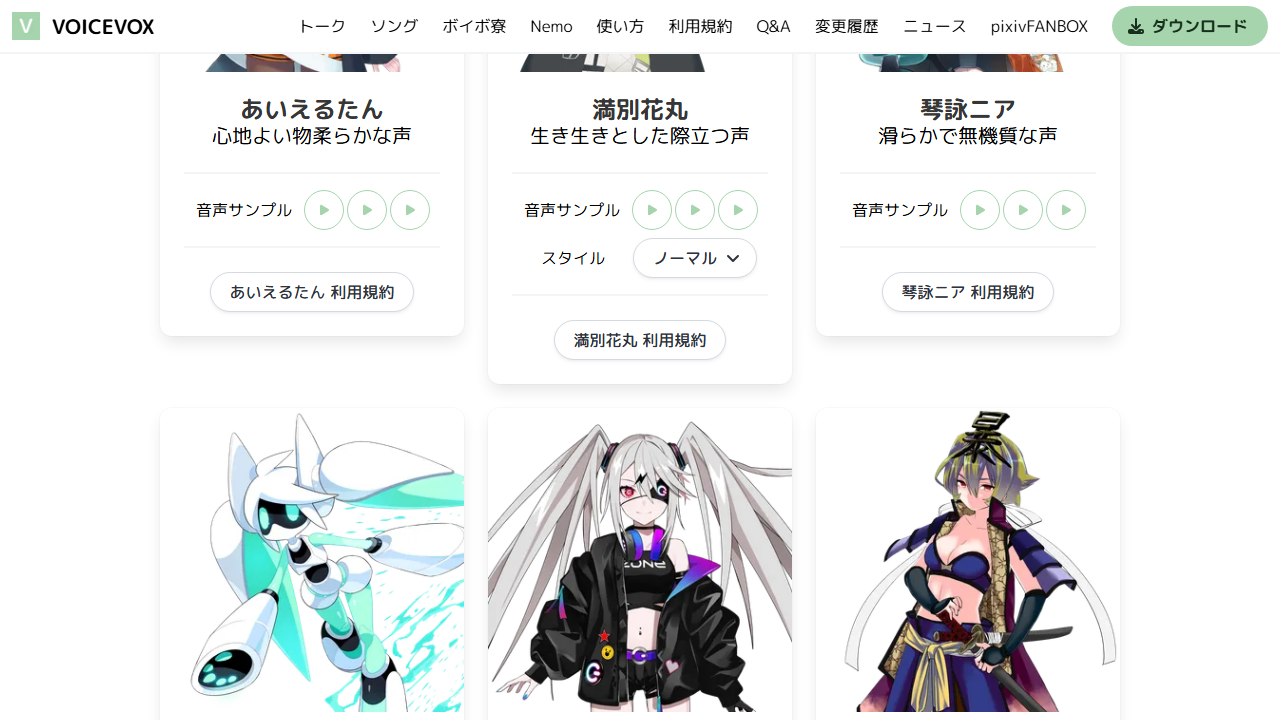 V VOICEVOX トーク ソング ボイボ寮 Nemo 使い方 利用規約 Q&A 変更履歴 ニュース pixivFANBOX ダウンロード
あいえるたん
心地よい物柔らかな声
音声サンプル
あいえるたん 利用規約
満別花丸
生き生きとした際立つ声
音声サンプル
スタイル ノーマル
満別花丸 利用規約
琴詠ニア
滑らかで無機質な声
音声サンプル
琴詠ニア 利用規約
ZONE
暴